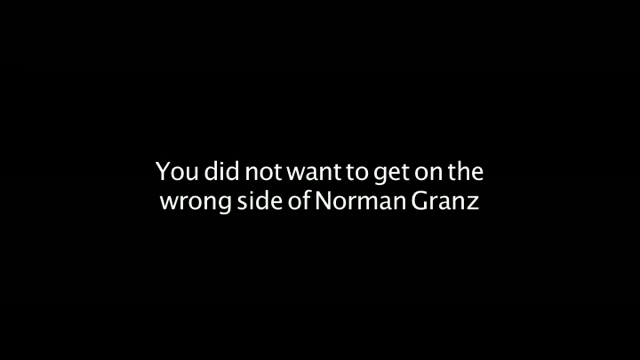 You did not want to get on the
wrong side of Norman Granz